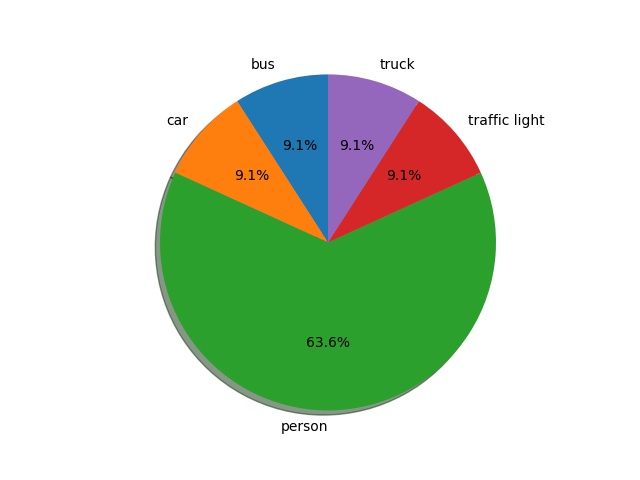 bus
truck
car
traffic light
9.1%
9.1%
9.1%
9.1%
63.6%
person